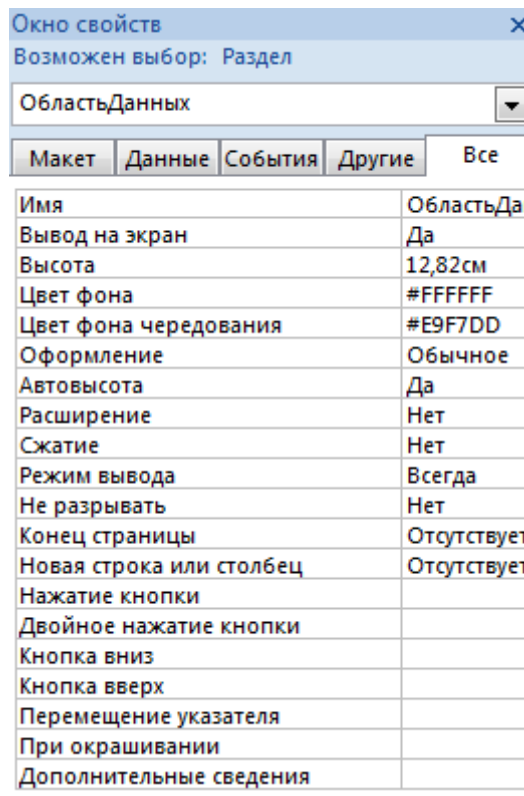 Окно свойств
Возможен выбор: Раздел
ОбластьДанных
Макет Данные События Другие Все
Имя ОбластьДа
Вывод на экран Да
Высота 12,82см
Цвет фона #FFFFFF
Цвет фона чередования #E9F7DD
Оформление Обычное
Автовысота Да
Расширение Нет
Сжатие Нет
Режим вывода Всегда
Не разрывать Нет
Конец страницы Отсутствует
Новая строка или столбец Отсутствует
Нажатие кнопки
Двойное нажатие кнопки
Кнопка вниз
Кнопка вверх
Перемещение указателя
При окрашивании
Дополнительные сведения